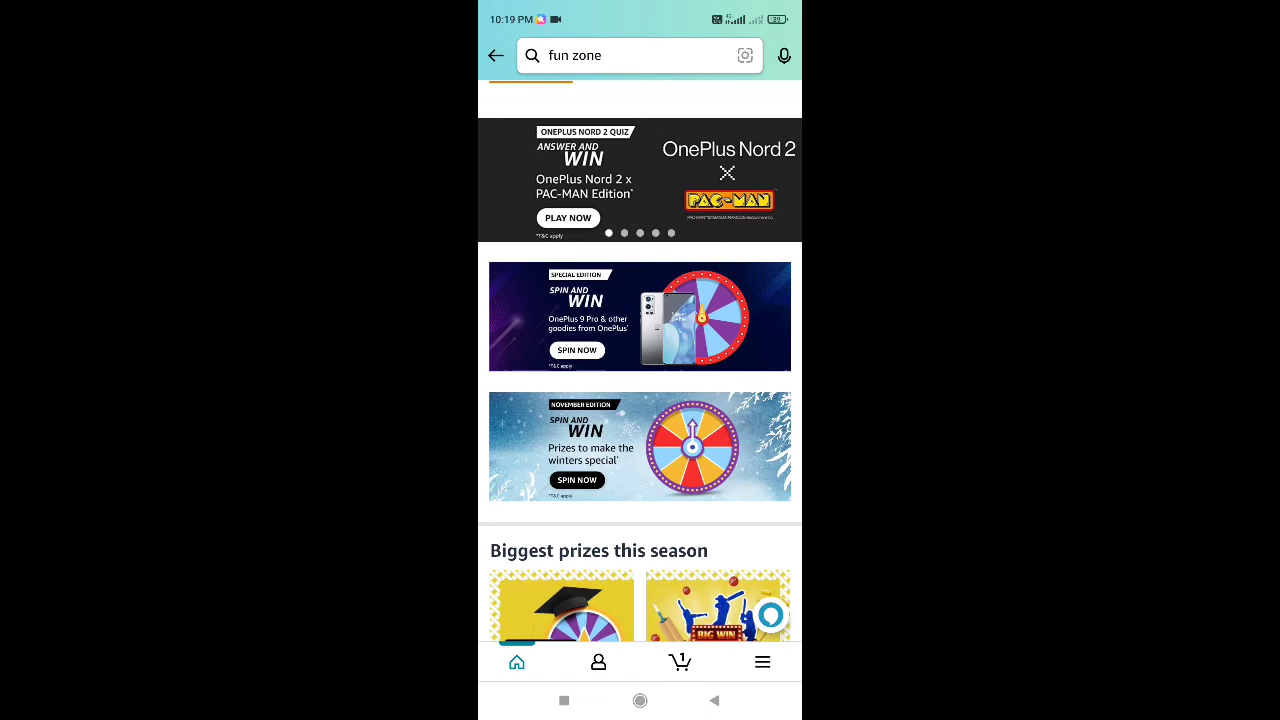 10:19 PM
39
fun zone
ONEPLUS NORD 2 QUIZ
ANSWER AND
WIN
OnePlus Nord 2 x
PAC-MAN Edition*
PLAY NOW
*T&C apply
OnePlus Nord 2
PAC-MAN
SPECIAL EDITION
SPIN AND
WIN
OnePlus 9 Pro & other
goodies from OnePlus*
SPIN NOW
*T&C apply
NOVEMBER EDITION
SPIN AND
WIN
Prizes to make the
winters special*
SPIN NOW
*T&C apply
Biggest prizes this season
BIG WIN
1